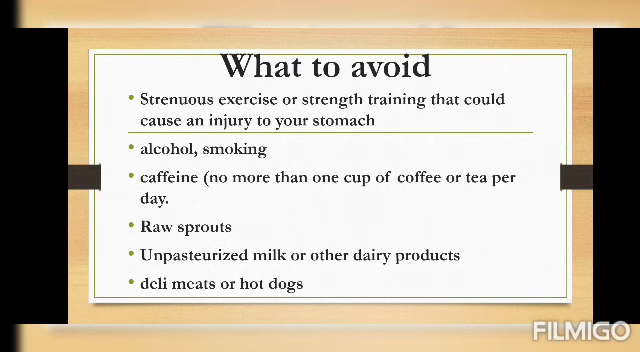 What to avoid
• Strenuous exercise or strength training that could
cause an injury to your stomach
• alcohol, smoking
• caffeine (no more than one cup of coffee or tea per
day.
• Raw sprouts
• Unpasteurized milk or other dairy products
• deli meats or hot dogs
FILMIGO